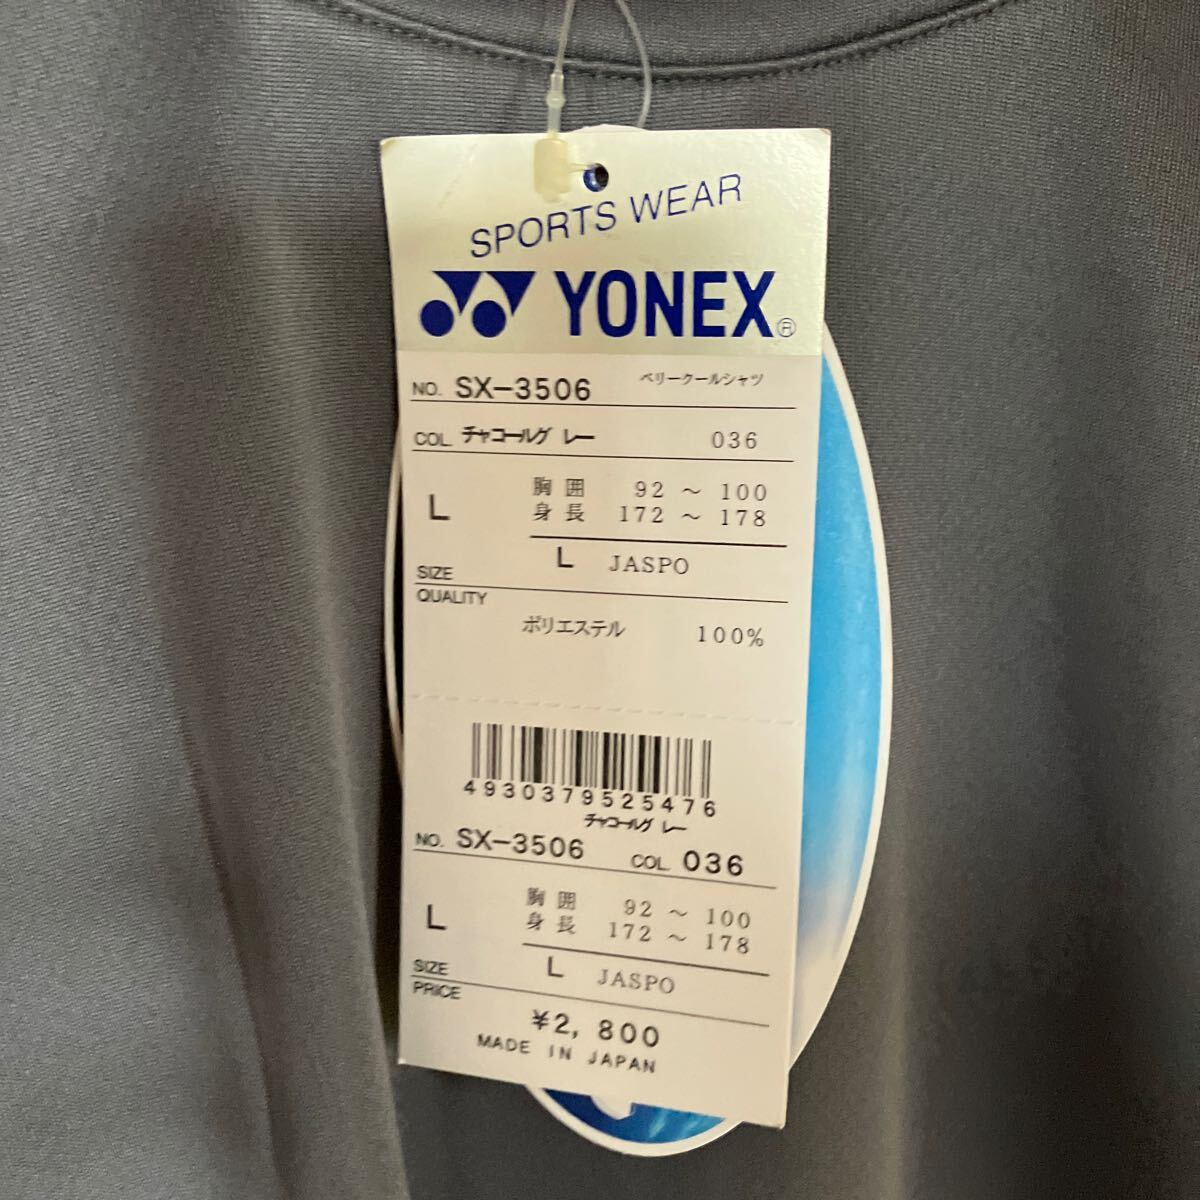 SPORTS WEAR
YONEX®
NO. SX-3506 ベリークールシャツ
COL. チャコールグレー 036
胸囲 92 ～ 100
L 身長 172 ～ 178
L JASPO
SIZE
QUALITY
ポリエステル 100%
4930379525476
チャコールグレー
NO. SX-3506 COL. 036
胸囲 92 ～ 100
L 身長 172 ～ 178
L JASPO
SIZE
PRICE
¥2,800
MADE IN JAPAN